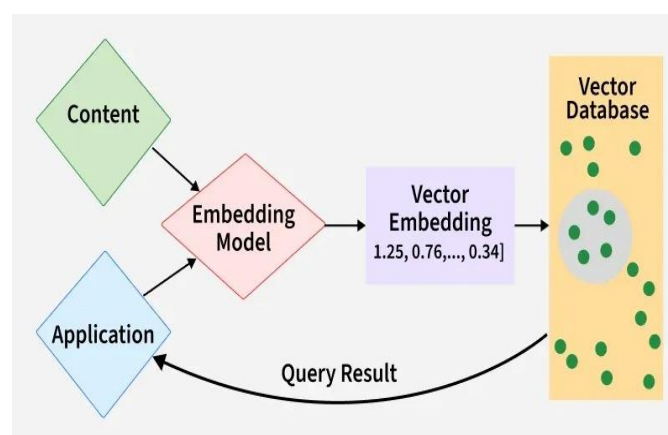 Content
Application
Embedding
Model
Vector
Embedding
1.25, 0.76,..., 0.34]
Vector
Database
Query Result